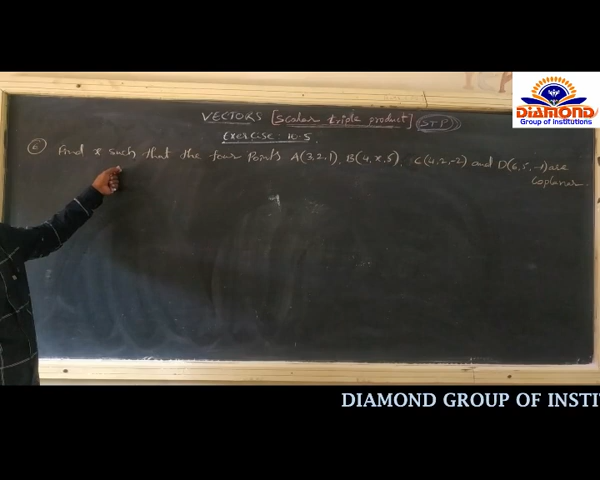 DIAMOND
Group of Institutions
VECTORS [Scalar triple product] (STP)
Exercise: 10-5.
6 Find x such that the four Points A(3,2,1), B(4,x,5), C(4,2,-2) and D(6,5,-1) are
Coplanar.
DIAMOND GROUP OF INSTIT